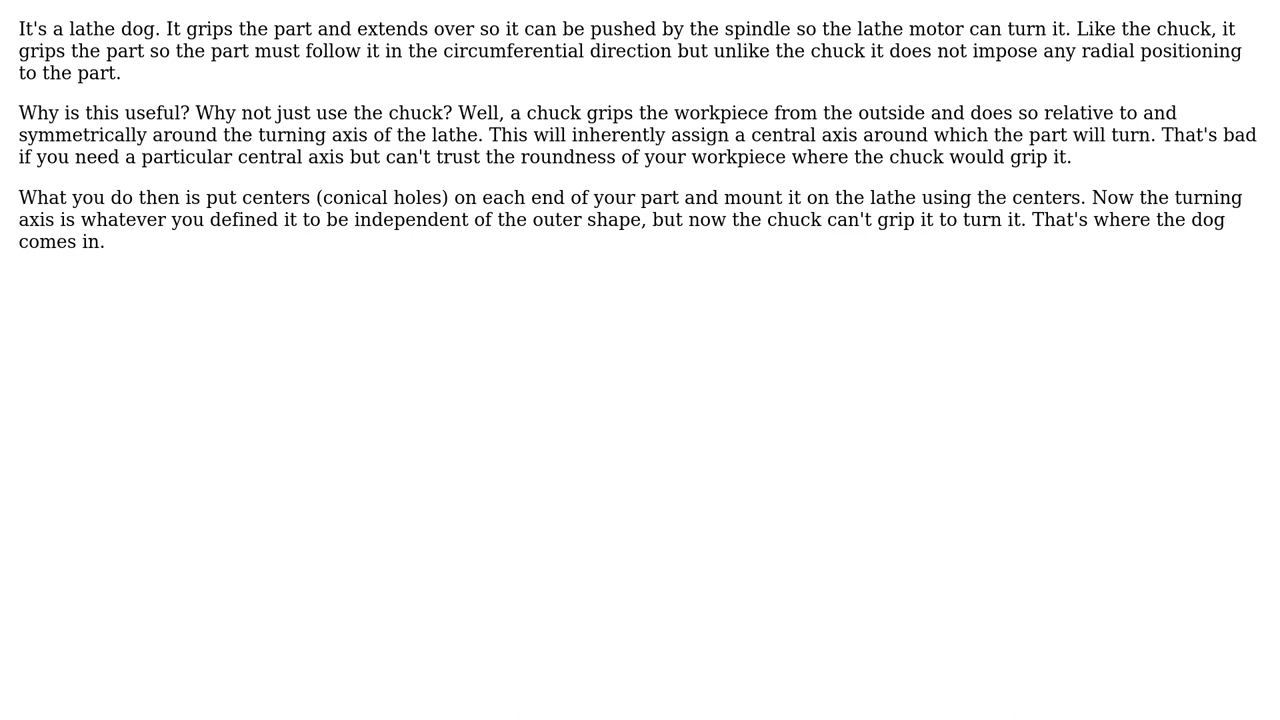 It's a lathe dog. It grips the part and extends over so it can be pushed by the spindle so the lathe motor can turn it. Like the chuck, it
grips the part so the part must follow it in the circumferential direction but unlike the chuck it does not impose any radial positioning
to the part.
Why is this useful? Why not just use the chuck? Well, a chuck grips the workpiece from the outside and does so relative to and
symmetrically around the turning axis of the lathe. This will inherently assign a central axis around which the part will turn. That's bad
if you need a particular central axis but can't trust the roundness of your workpiece where the chuck would grip it.
What you do then is put centers (conical holes) on each end of your part and mount it on the lathe using the centers. Now the turning
axis is whatever you defined it to be independent of the outer shape, but now the chuck can't grip it to turn it. That's where the dog
comes in.